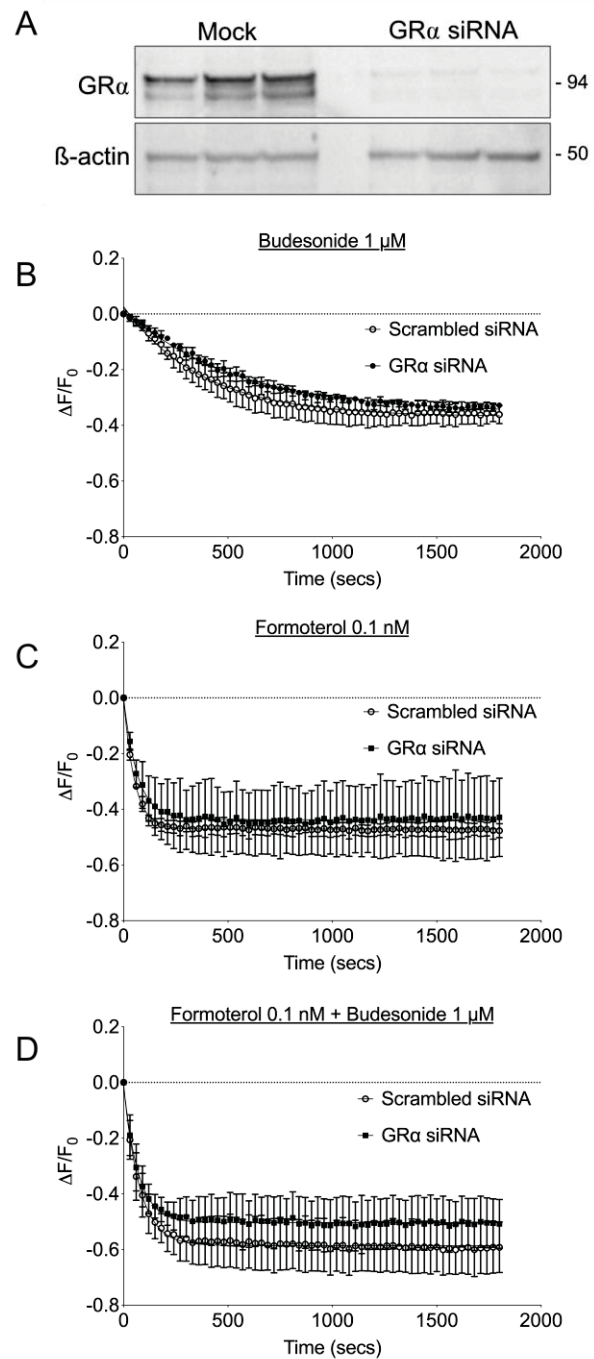 A
Mock GRα siRNA
GRα - 94
ß-actin - 50
Budesonide 1 µM
B
0.2
0.0
-0.2
-0.4
-0.6
-0.8
ΔF/F0
Scrambled siRNA
GRα siRNA
0 500 1000 1500 2000
Time (secs)
Formoterol 0.1 nM
C
0.2
0.0
-0.2
-0.4
-0.6
-0.8
ΔF/F0
Scrambled siRNA
GRα siRNA
0 500 1000 1500 2000
Time (secs)
Formoterol 0.1 nM + Budesonide 1 µM
D
0.2
0.0
-0.2
-0.4
-0.6
-0.8
ΔF/F0
Scrambled siRNA
GRα siRNA
0 500 1000 1500 2000
Time (secs)